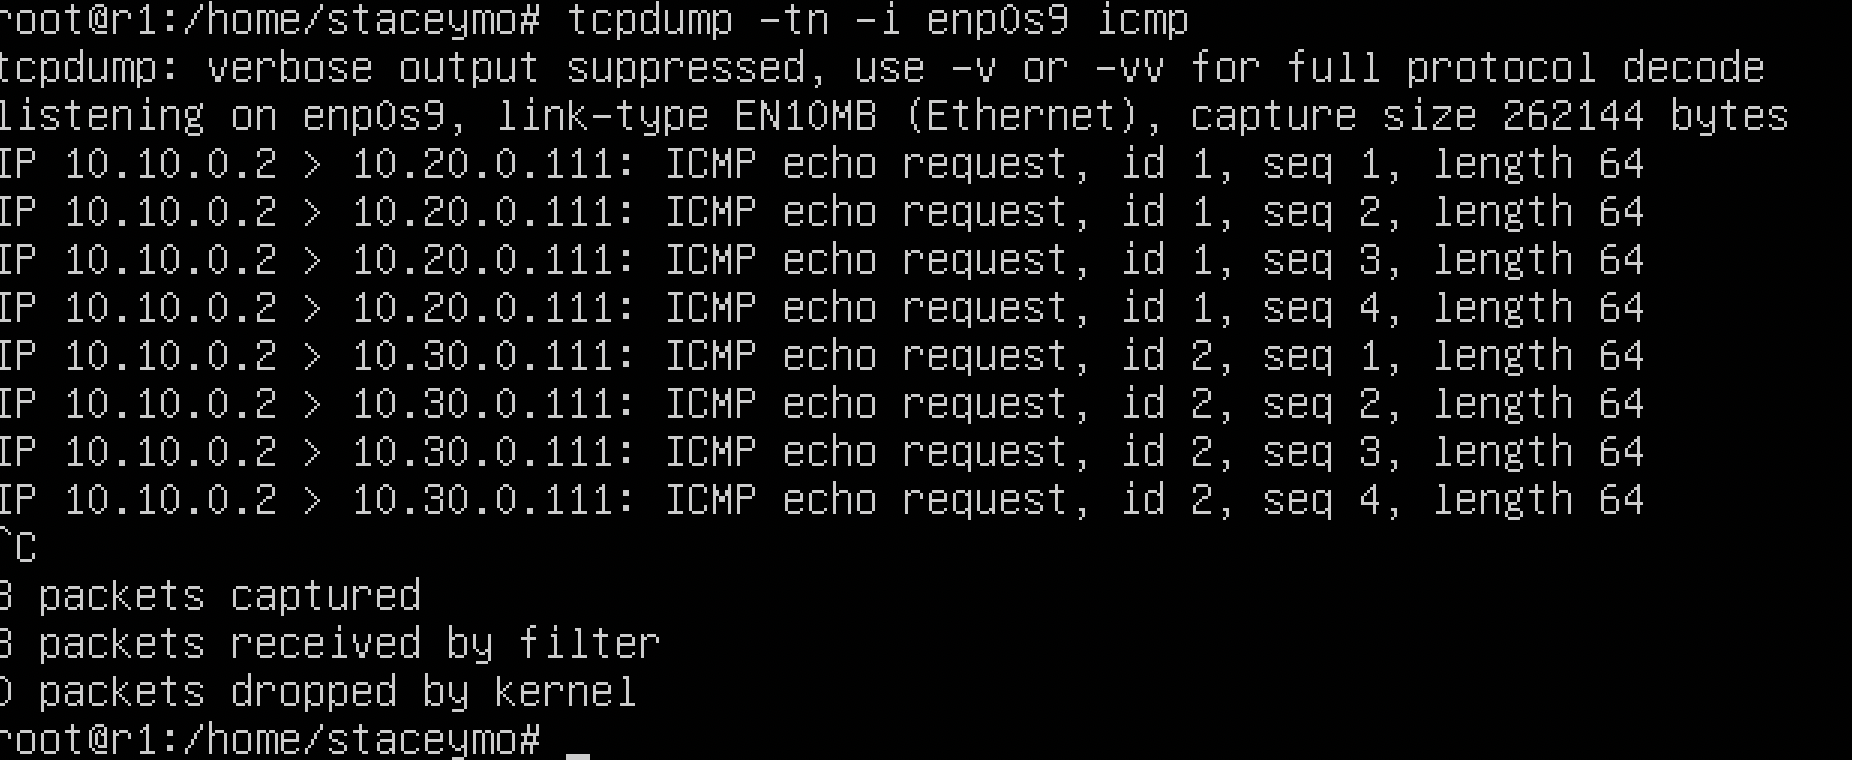 root@r1:/home/staceymo# tcpdump -tn -i enp0s9 icmp
tcpdump: verbose output suppressed, use -v or -vv for full protocol decode
listening on enp0s9, link-type EN10MB (Ethernet), capture size 262144 bytes
IP 10.10.0.2 > 10.20.0.111: ICMP echo request, id 1, seq 1, length 64
IP 10.10.0.2 > 10.20.0.111: ICMP echo request, id 1, seq 2, length 64
IP 10.10.0.2 > 10.20.0.111: ICMP echo request, id 1, seq 3, length 64
IP 10.10.0.2 > 10.20.0.111: ICMP echo request, id 1, seq 4, length 64
IP 10.10.0.2 > 10.30.0.111: ICMP echo request, id 2, seq 1, length 64
IP 10.10.0.2 > 10.30.0.111: ICMP echo request, id 2, seq 2, length 64
IP 10.10.0.2 > 10.30.0.111: ICMP echo request, id 2, seq 3, length 64
IP 10.10.0.2 > 10.30.0.111: ICMP echo request, id 2, seq 4, length 64
^C
8 packets captured
8 packets received by filter
0 packets dropped by kernel
root@r1:/home/staceymo# _